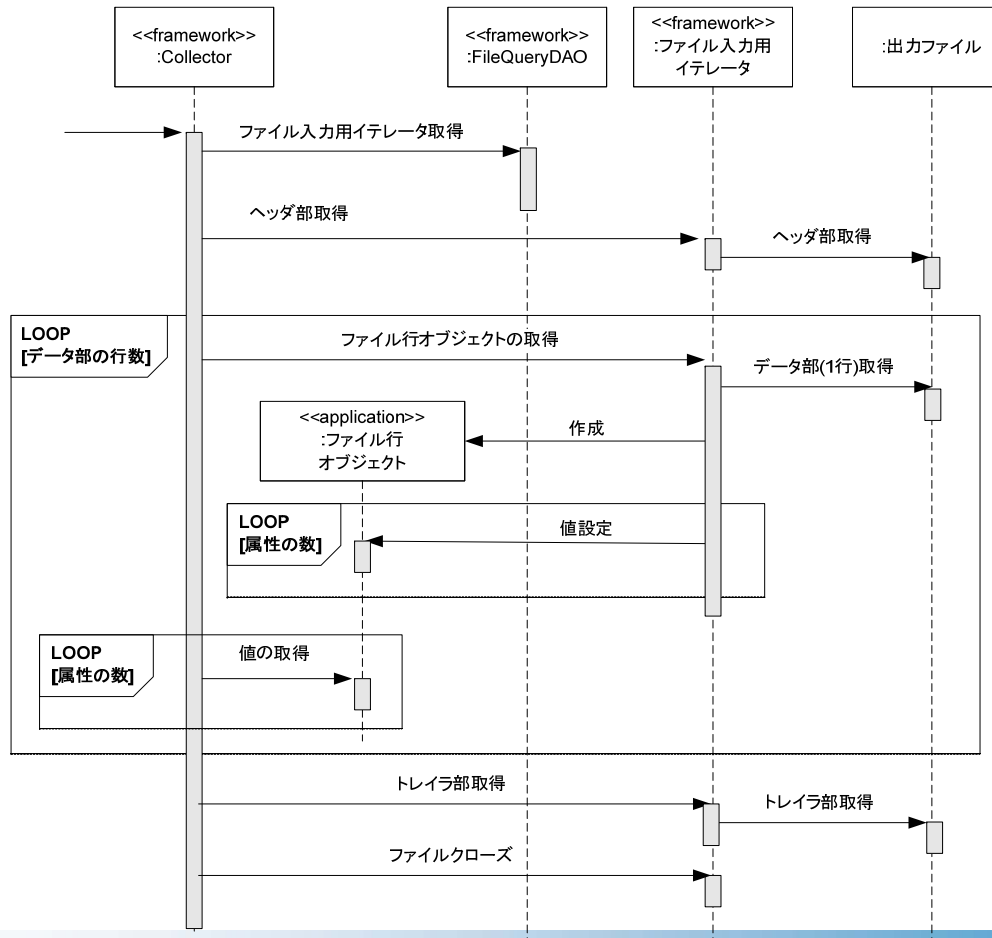 <<framework>>
:Collector
<<framework>>
:FileQueryDAO
<<framework>>
:ファイル入力用
イテレータ
:出力ファイル
ファイル入力用イテレータ取得
ヘッダ部取得
ヘッダ部取得
LOOP
[データ部の行数]
ファイル行オブジェクトの取得
データ部(1行)取得
<<application>>
:ファイル行
オブジェクト
作成
LOOP
[属性の数]
値設定
LOOP
[属性の数]
値の取得
トレイラ部取得
トレイラ部取得
ファイルクローズ